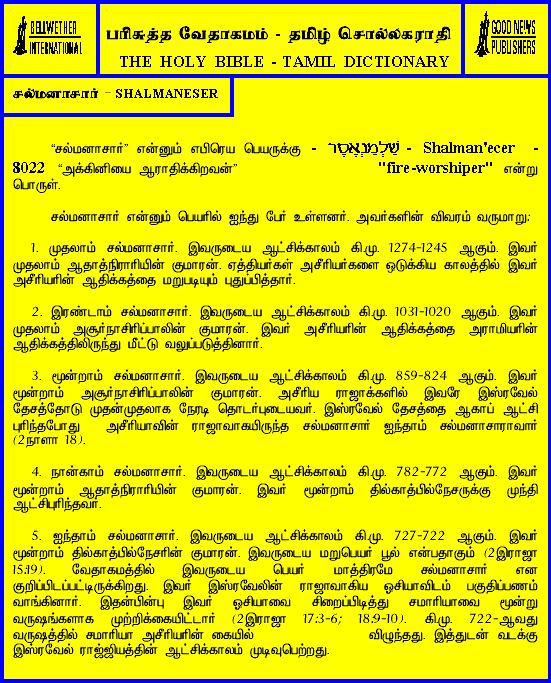 BELLWETHER
INTERNATIONAL
பரிசுத்த வேதாகமம் - தமிழ் சொல்லகராதி
THE HOLY BIBLE - TAMIL DICTIONARY
GOOD NEWS
PUBLISHERS
சல்மனாசார் - SHALMANESER
“சல்மனாசார்” என்னும் எபிரெய பெயருக்கு - שַׁלְמַנְאֶסֶר - Shalman'ecer -
8022 “அக்கினியை ஆராதிக்கிறவன்” "fire-worshiper" என்று
பொருள்.
சல்மனாசார் என்னும் பெயரில் ஐந்து பேர் உள்ளனர். அவர்களின் விவரம் வருமாறு:
1. முதலாம் சல்மனாசார். இவருடைய ஆட்சிக்காலம் கி.மு. 1274-1245 ஆகும். இவர்
முதலாம் ஆதாத்நிராரியின் குமாரன். ஏத்தியர்கள் அசீரியர்களை ஒடுக்கிய காலத்தில் இவர்
அசீரியரின் ஆதிக்கத்தை மறுபடியும் புதுப்பித்தார்.
2. இரண்டாம் சல்மனாசார். இவருடைய ஆட்சிக்காலம் கி.மு. 1031-1020 ஆகும். இவர்
முதலாம் அசூர்நாசிரிப்பாலின் குமாரன். இவர் அசீரியரின் ஆதிக்கத்தை அராமியரின்
ஆதிக்கத்திலிருந்து மீட்டு வலுப்படுத்தினார்.
3. மூன்றாம் சல்மனாசார். இவருடைய ஆட்சிக்காலம் கி.மு. 859-824 ஆகும். இவர்
மூன்றாம் அசூர்நாசிரிப்பாலின் குமாரன். அசீரிய ராஜாக்களில் இவரே இஸ்ரவேல்
தேசத்தோடு முதன்முதலாக நேரடி தொடர்புடையவர். இஸ்ரவேல் தேசத்தை ஆகாப் ஆட்சி
புரிந்தபோது அசீரியாவின் ராஜாவாகயிருந்த சல்மனாசார் ஐந்தாம் சல்மனாசாராவார்
(2நாளா 18).
4. நான்காம் சல்மனாசார். இவருடைய ஆட்சிக்காலம் கி.மு. 782-772 ஆகும். இவர்
மூன்றாம் ஆதாத்நிராரியின் குமாரன். இவர் மூன்றாம் தில்காத்பில்நேசருக்கு முந்தி
ஆட்சிபுரிந்தவர்.
5. ஐந்தாம் சல்மனாசார். இவருடைய ஆட்சிக்காலம் கி.மு. 727-722 ஆகும். இவர்
மூன்றாம் தில்காத்பில்நேசரின் குமாரன். இவருடைய மறுபெயர் பூல் என்பதாகும் (2இராஜா
15:19). வேதாகமத்தில் இவருடைய பெயர் மாத்திரமே சல்மனாசார் என
குறிப்பிடப்பட்டிருக்கிறது. இவர் இஸ்ரவேலின் ராஜாவாகிய ஒசியாவிடம் பகுதிப்பணம்
வாங்கினார். இதன்பின்பு இவர் ஒசியாவை சிறைப்பிடித்து சமாரியாவை மூன்று
வருஷங்களாக முற்றிக்கையிட்டார் (2இராஜா 17:3-6; 18:9-10). கி.மு. 722-ஆவது
வருஷத்தில் சமாரியா அசீரியரின் கையில் விழுந்தது. இத்துடன் வடக்கு
இஸ்ரவேல் ராஜ்ஜியத்தின் ஆட்சிக்காலம் முடிவுபெற்றது.